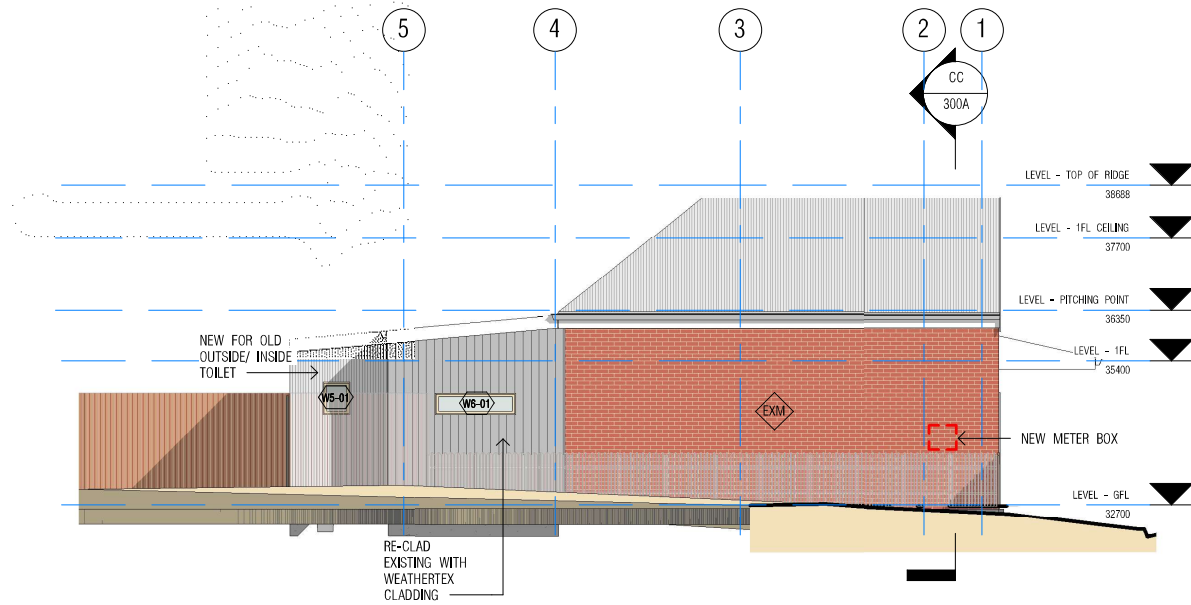 5
4
3
2
1
CC
300A
LEVEL - TOP OF RIDGE
38688
LEVEL - 1FL CEILING
37700
LEVEL - PITCHING POINT
36350
NEW FOR OLD
OUTSIDE/ INSIDE
TOILET
LEVEL - 1FL
35400
W5-01
W6-01
EXM
NEW METER BOX
LEVEL - GFL
32700
RE-CLAD
EXISTING WITH
WEATHERTEX
CLADDING